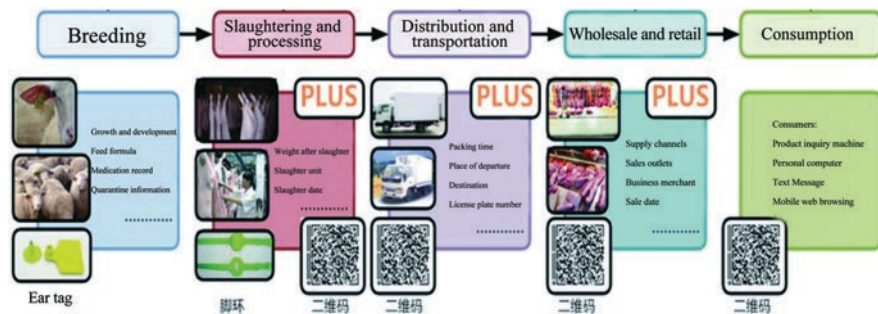 Breeding
Slaughtering and
processing
Distribution and
transportation
Wholesale and retail
Consumption
Growth and development
Feed formula
Medication record
Quarantine information
............
Ear tag
PLUS
Weight after slaughter
Slaughter unit
Slaughter date
............
脚环
二维码
PLUS
Packing time
Place of departure
Destination
License plate number
............
二维码
PLUS
Supply channels
Sales outlets
Business merchant
Sale date
............
二维码
Consumers:
Product inquiry machine
Personal computer
Text Message
Mobile web browsing
二维码